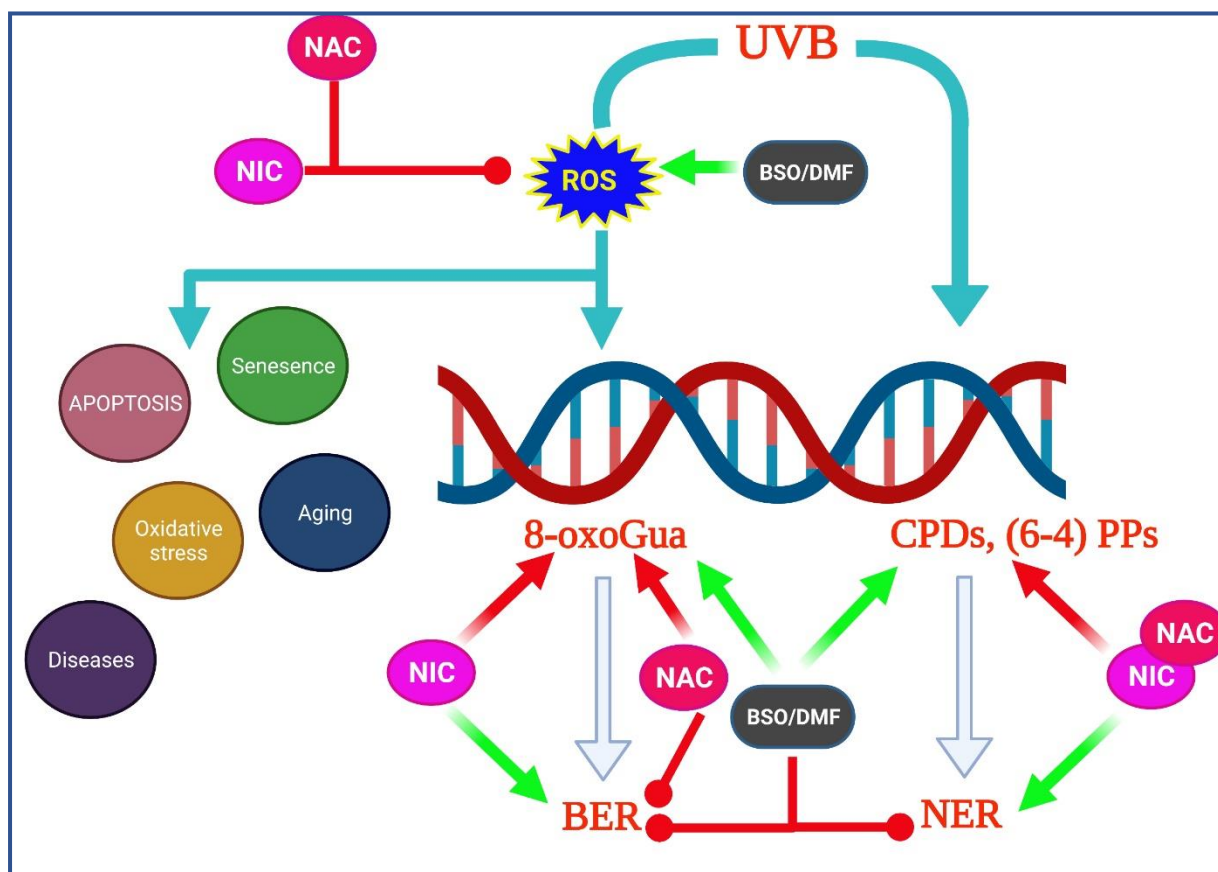 NAC
UVB
NIC
ROS
BSO/DMF
Senesence
APOPTOSIS
Aging
Oxidative
stress
Diseases
8-oxoGua
CPDs, (6-4) PPs
NIC
NAC
BSO/DMF
NAC
NIC
BER
NER